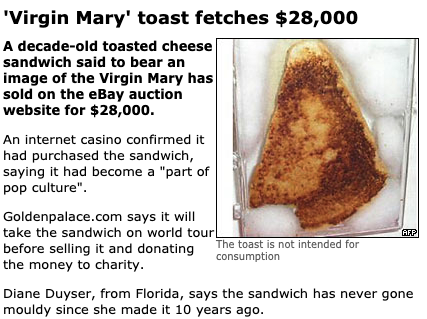 'Virgin Mary' toast fetches $28,000
A decade-old toasted cheese
sandwich said to bear an
image of the Virgin Mary has
sold on the eBay auction
website for $28,000.
An internet casino confirmed it
had purchased the sandwich,
saying it had become a "part of
pop culture".
Goldenpalace.com says it will
take the sandwich on world tour
before selling it and donating
the money to charity.
AFP
The toast is not intended for
consumption
Diane Duyser, from Florida, says the sandwich has never gone
mouldy since she made it 10 years ago.